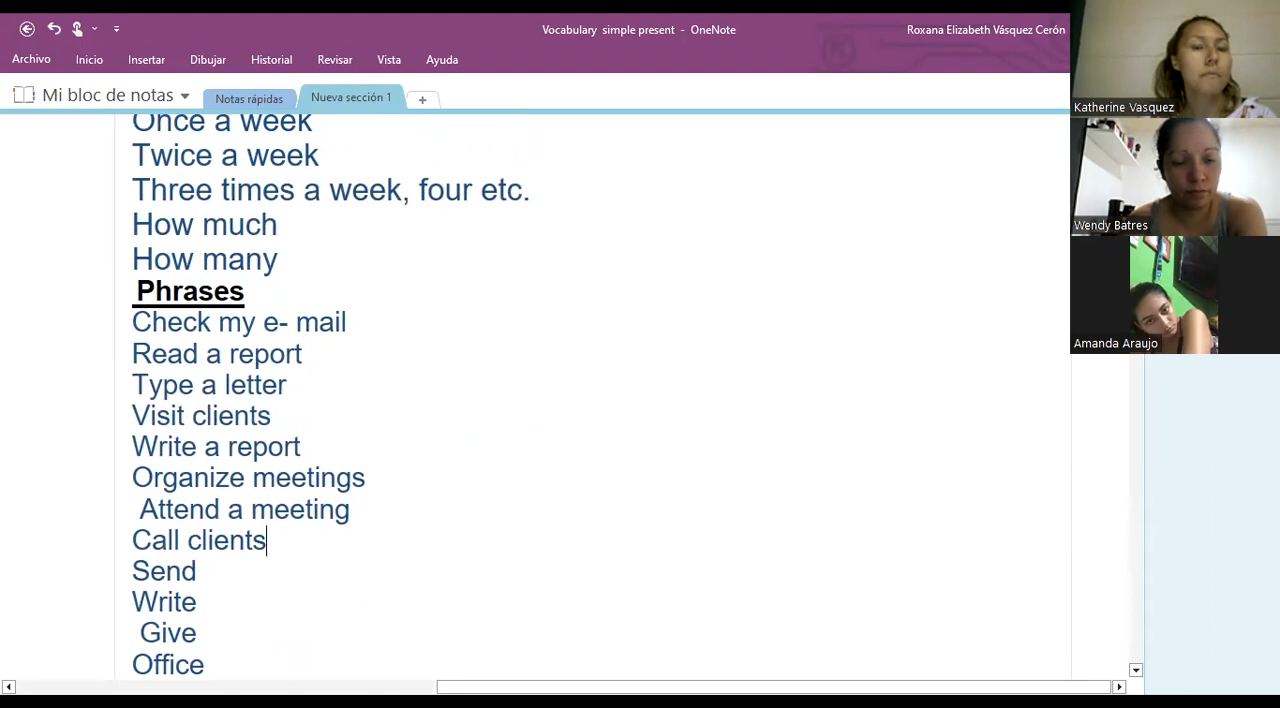 Vocabulary simple present - OneNote
Roxana Elizabeth Vásquez Cerón
Archivo Inicio Insertar Dibujar Historial Revisar Vista Ayuda
Mi bloc de notas Notas rápidas Nueva sección 1 +
Once a week
Twice a week
Three times a week, four etc.
How much
How many
Phrases
Check my e- mail
Read a report
Type a letter
Visit clients
Write a report
Organize meetings
Attend a meeting
Call clients
Send
Write
Give
Office
Katherine Vasquez
Wendy Batres
Amanda Araujo